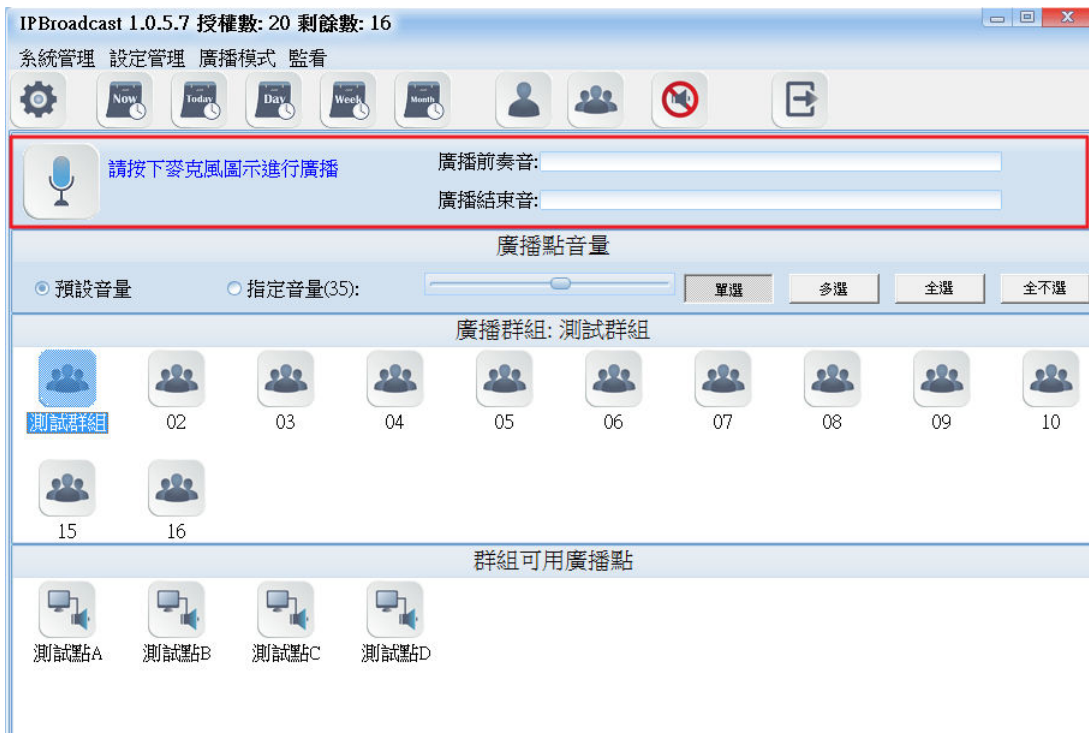 IPBroadcast 1.0.5.7 授權數: 20 剩餘數: 16
系統管理 設定管理 廣播模式 監看
Now Today Day Week Month
請按下麥克風圖示進行廣播 廣播前奏音:
廣播結束音:
廣播點音量
預設音量 指定音量(35): 單選 多選 全選 全不選
廣播群組: 測試群組
測試群組 02 03 04 05 06 07 08 09 10
15 16
群組可用廣播點
測試點A 測試點B 測試點C 測試點D